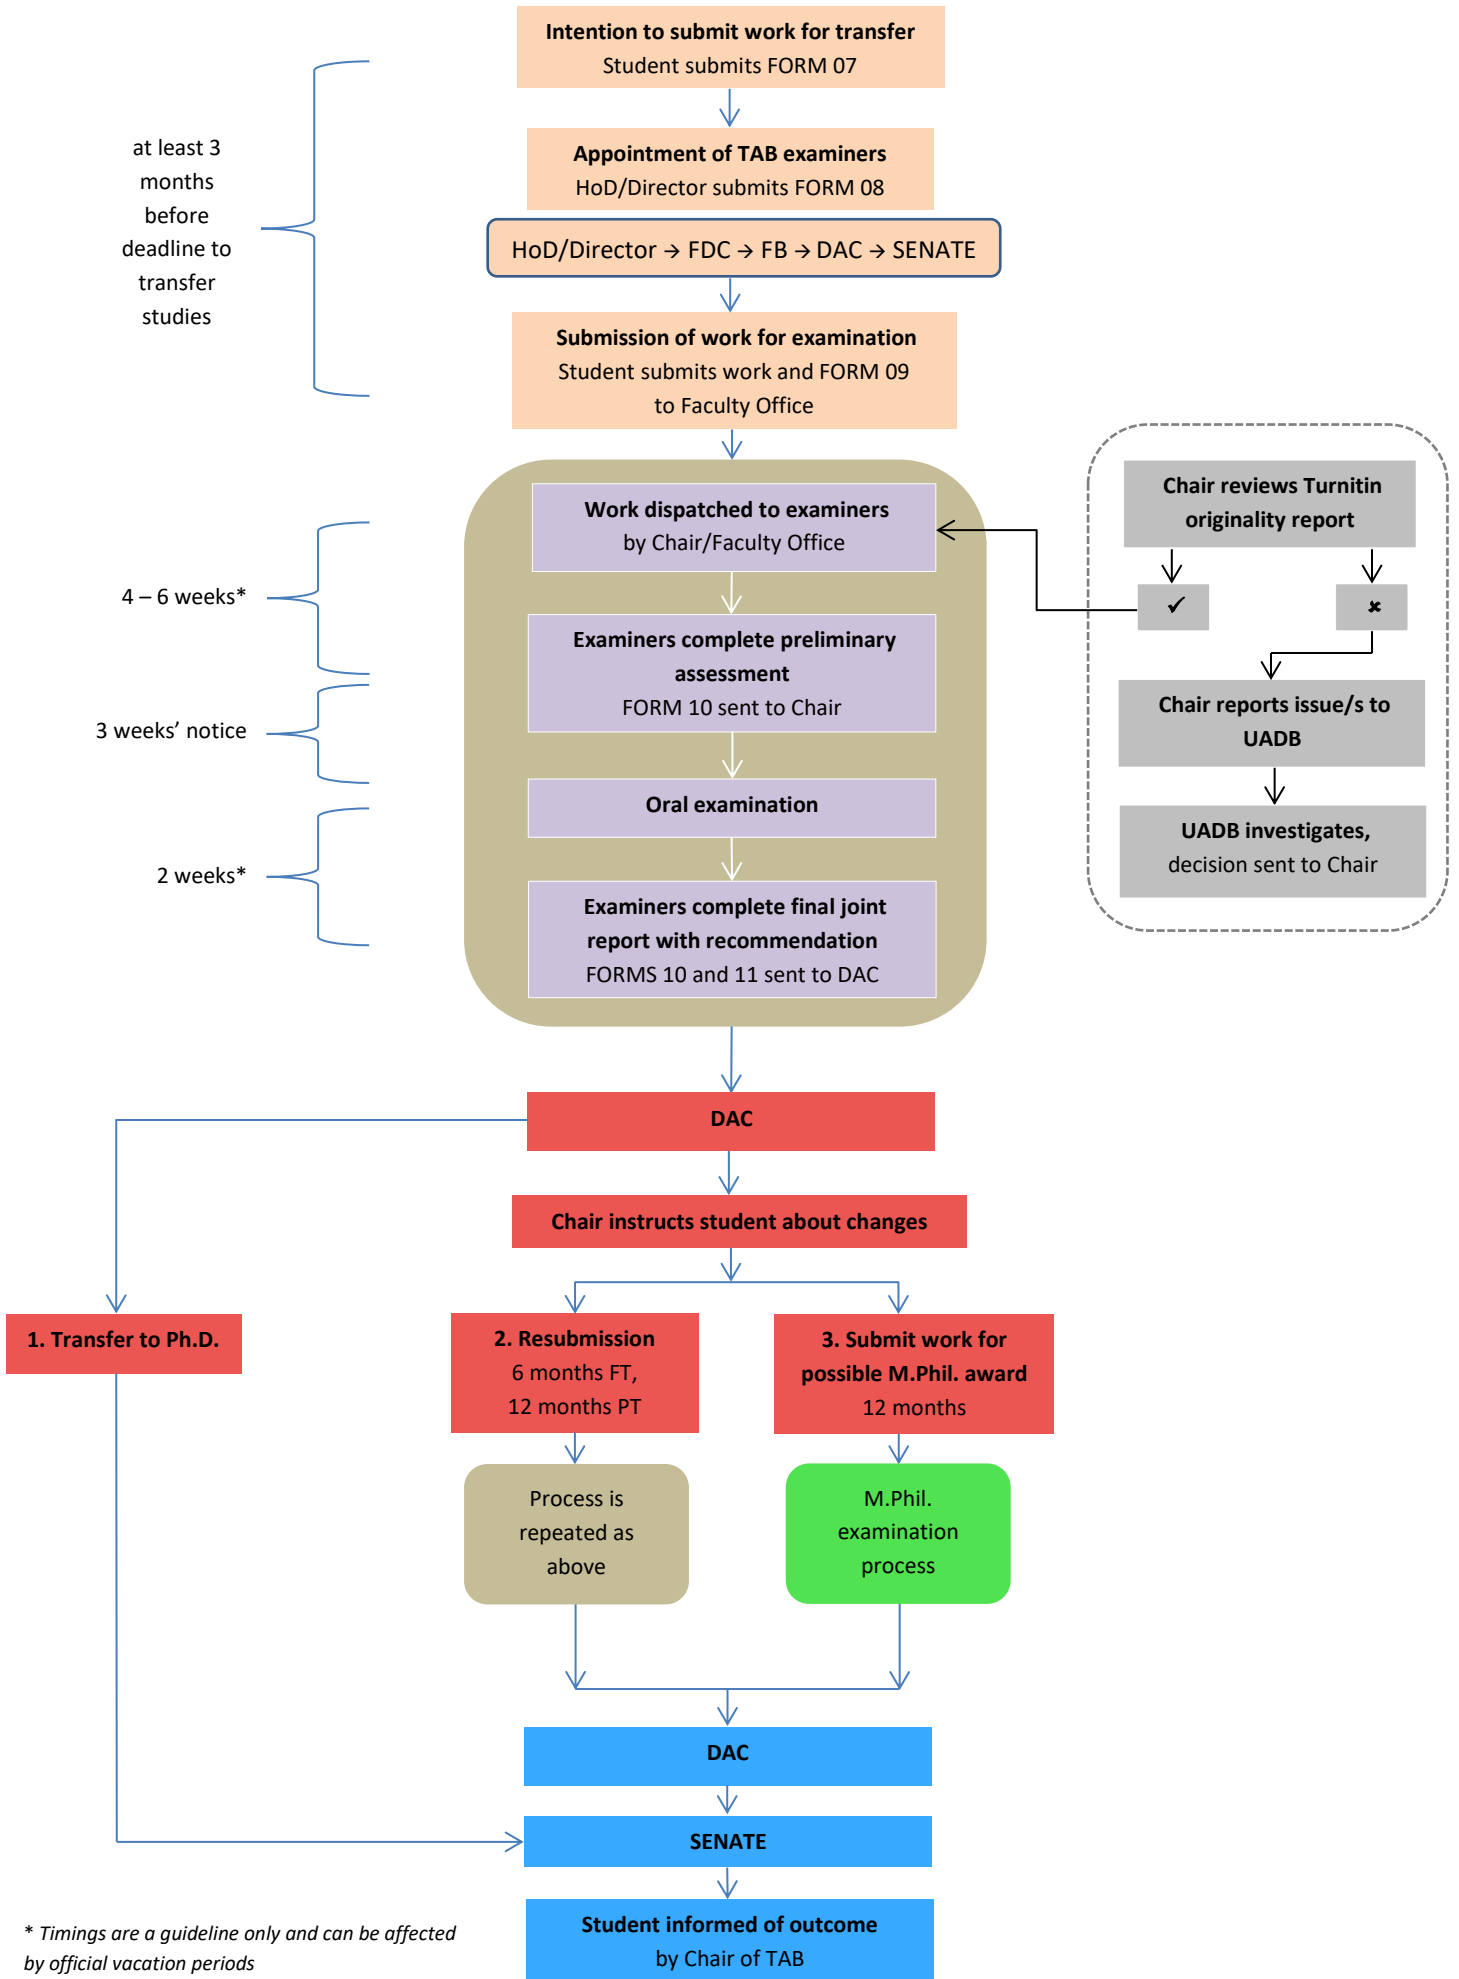 Intention to submit work for transfer
Student submits FORM 07
at least 3
months
before
deadline to
transfer
studies
Appointment of TAB examiners
HoD/Director submits FORM 08
HoD/Director → FDC → FB → DAC → SENATE
Submission of work for examination
Student submits work and FORM 09
to Faculty Office
Work dispatched to examiners
by Chair/Faculty Office
Chair reviews Turnitin
originality report
✓
✘
4 – 6 weeks*
Examiners complete preliminary
assessment
FORM 10 sent to Chair
Chair reports issue/s to
UADB
3 weeks’ notice
Oral examination
UADB investigates,
decision sent to Chair
2 weeks*
Examiners complete final joint
report with recommendation
FORMS 10 and 11 sent to DAC
DAC
Chair instructs student about changes
1. Transfer to Ph.D.
2. Resubmission
6 months FT,
12 months PT
3. Submit work for
possible M.Phil. award
12 months
Process is
repeated as
above
M.Phil.
examination
process
DAC
SENATE
Student informed of outcome
by Chair of TAB
* Timings are a guideline only and can be affected
by official vacation periods